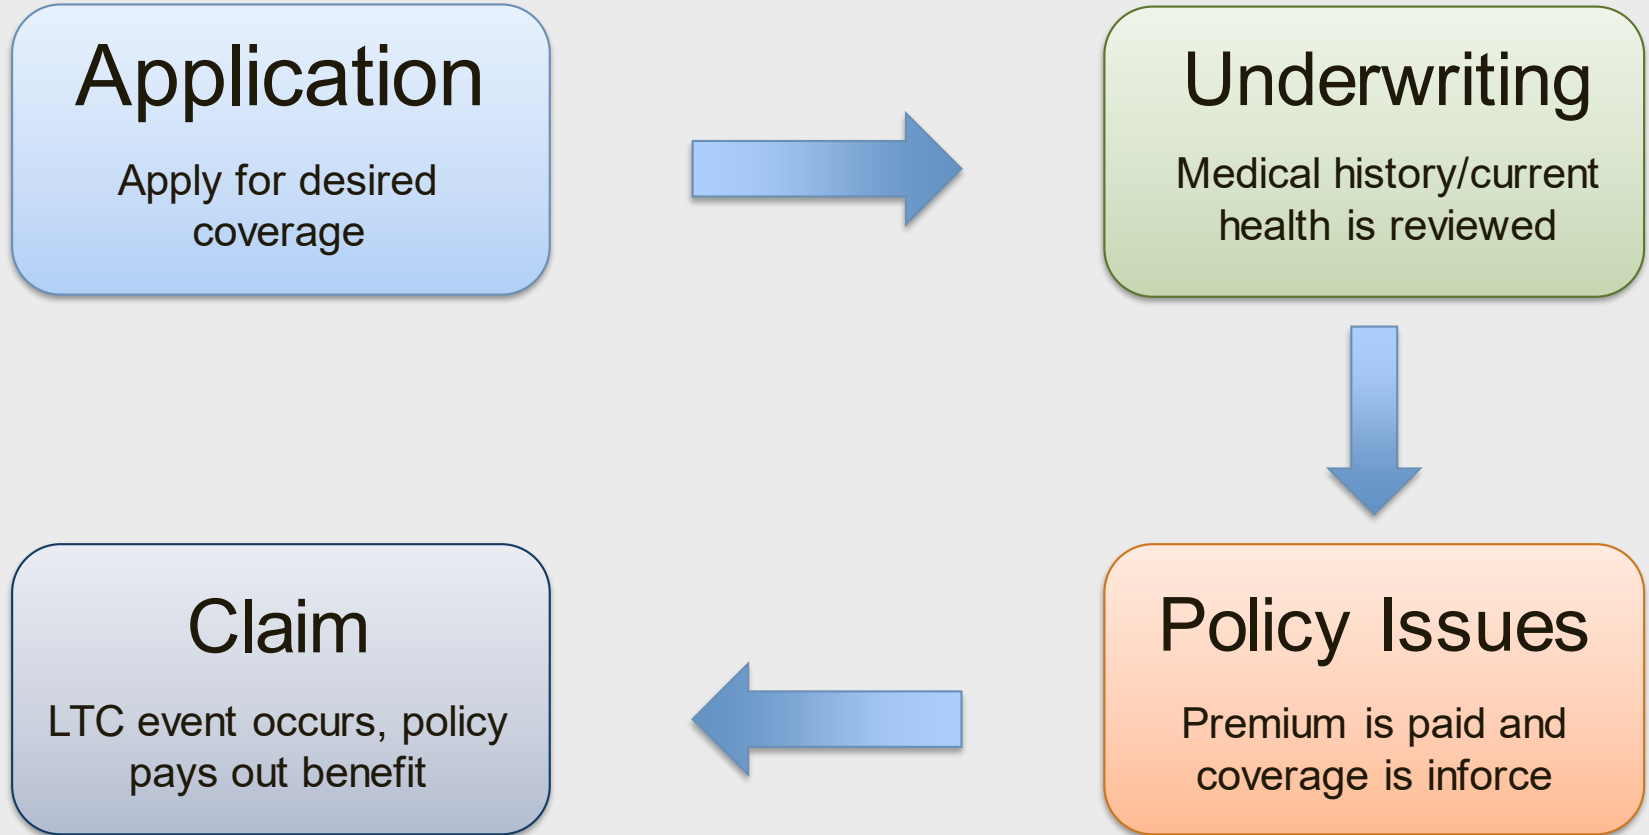 Application
Apply for desired
coverage
Underwriting
Medical history/current
health is reviewed
Policy Issues
Premium is paid and
coverage is inforce
Claim
LTC event occurs, policy
pays out benefit